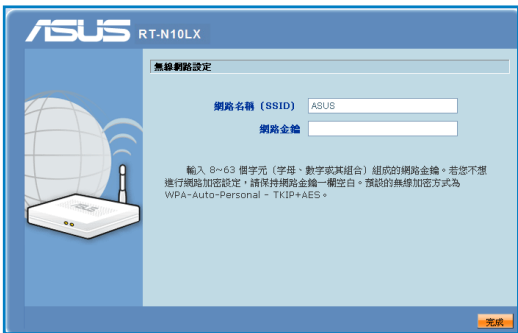 ASUS RT-N10LX
無線網路設定
網路名稱 (SSID) ASUS
網路金鑰
輸入 8~63 個字元 (字母、數字或其組合) 組成的網路金鑰。若您不想
進行網路加密設定，請保持網路金鑰一欄空白。預設的無線加密方式為
WPA-Auto-Personal - TKIP+AES。
完成